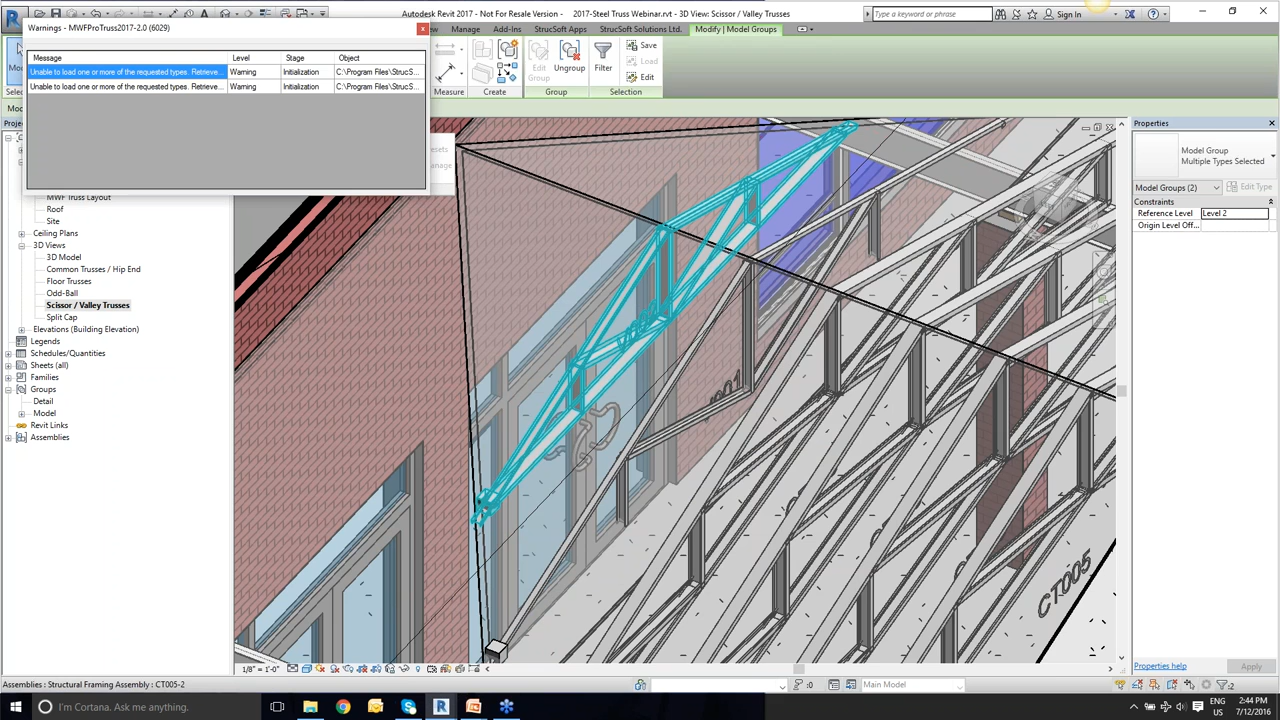 Autodesk Revit 2017 - Not For Resale Version - 2017-Steel Truss Webinar.rvt - 3D View: Scissor / Valley Trusses
Type a keyword or phrase
Sign In
Warnings - MWFProTruss2017-2.0 (6029)
Manage Add-Ins StrucSoft Apps StrucSoft Solutions Ltd. Modify | Model Groups
Message Level Stage Object
Unable to load one or more of the requested types. Retrieve... Warning Initialization C:\Program Files\StrucS...
Unable to load one or more of the requested types. Retrieve... Warning Initialization C:\Program Files\StrucS...
Edit Group
Ungroup
Filter
Save
Load
Edit
Measure Create Group Selection
MWF Truss Layout
Roof
Site
Ceiling Plans
3D Views
3D Model
Common Trusses / Hip End
Floor Trusses
Odd-Ball
Scissor / Valley Trusses
Split Cap
Elevations (Building Elevation)
Legends
Schedules/Quantities
Sheets (all)
Families
Groups
Detail
Model
Revit Links
Assemblies
CT005
Properties
Model Group
Multiple Types Selected
Model Groups (2) Edit Type
Constraints
Reference Level Level 2
Origin Level Off...
Properties help Apply
1/8" = 1'-0"
Assemblies : Structural Framing Assembly : CT005-2
:0
Main Model
:2
I'm Cortana. Ask me anything.
ENG
US
2:44 PM
7/12/2016